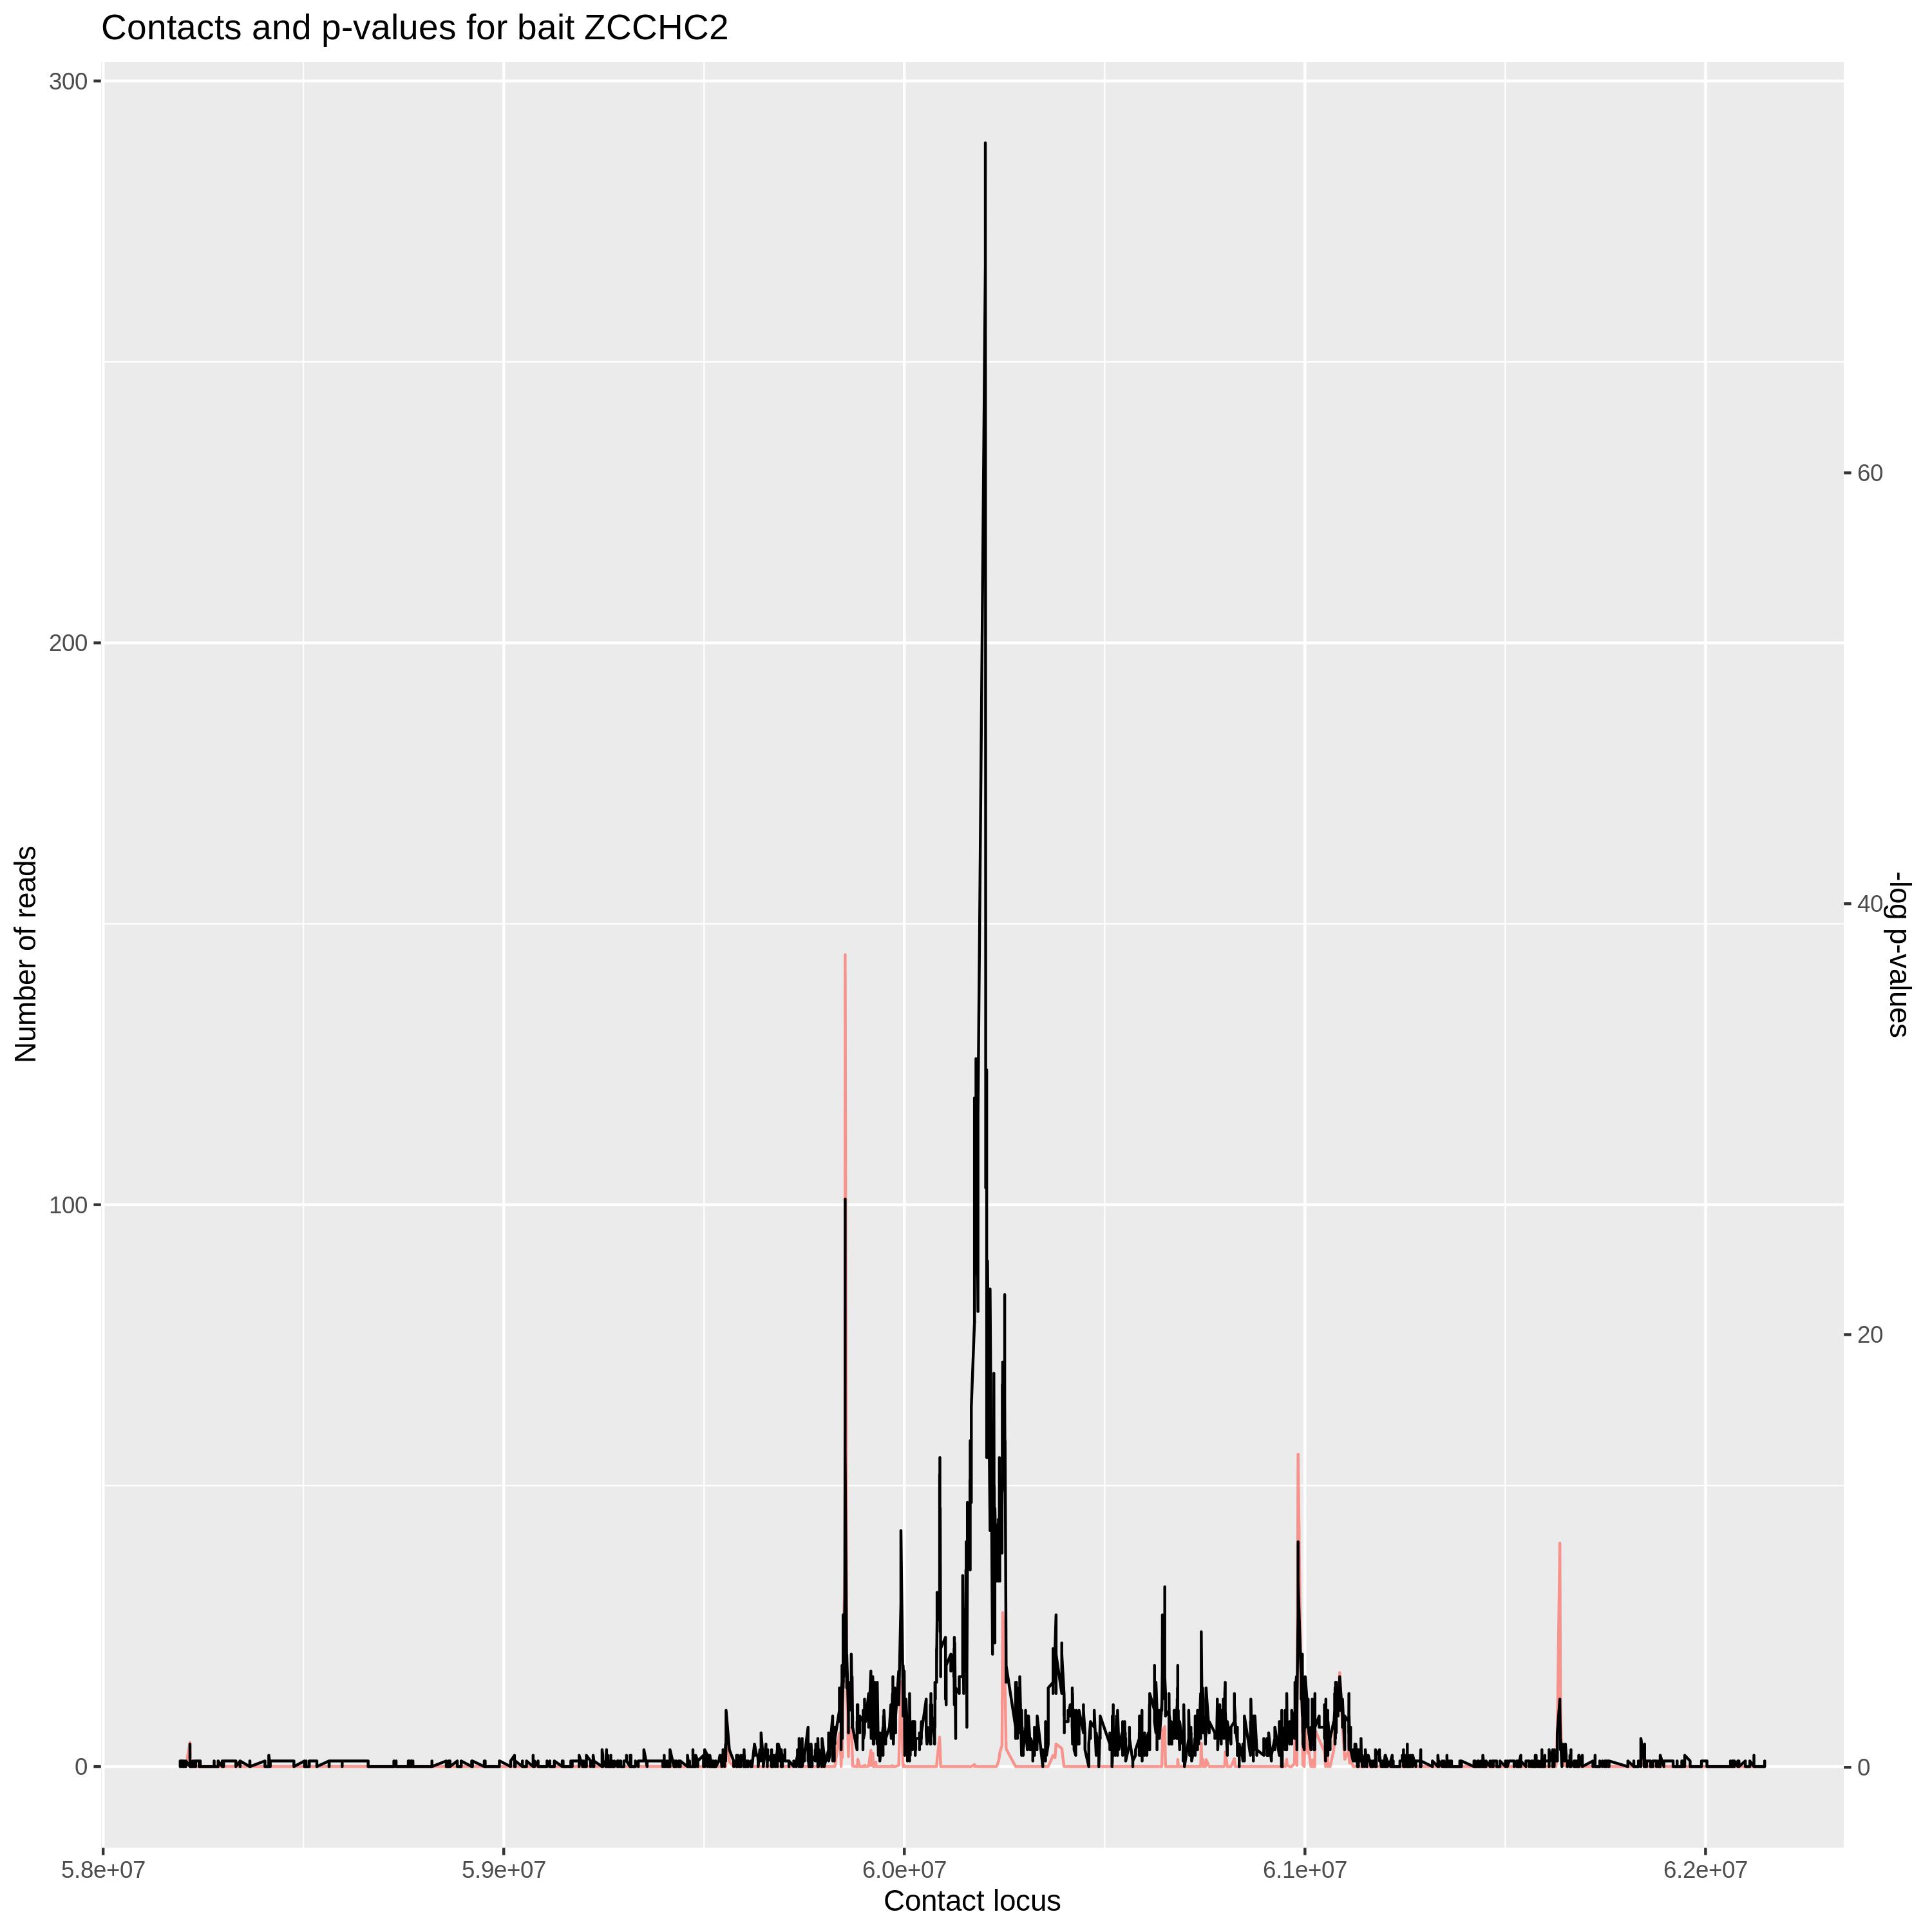 Contacts and p-values for bait ZCCHC2
300
200
100
0
Number of reads
60
40
20
0
-log p-values
5.8e+07 5.9e+07 6.0e+07 6.1e+07 6.2e+07
Contact locus